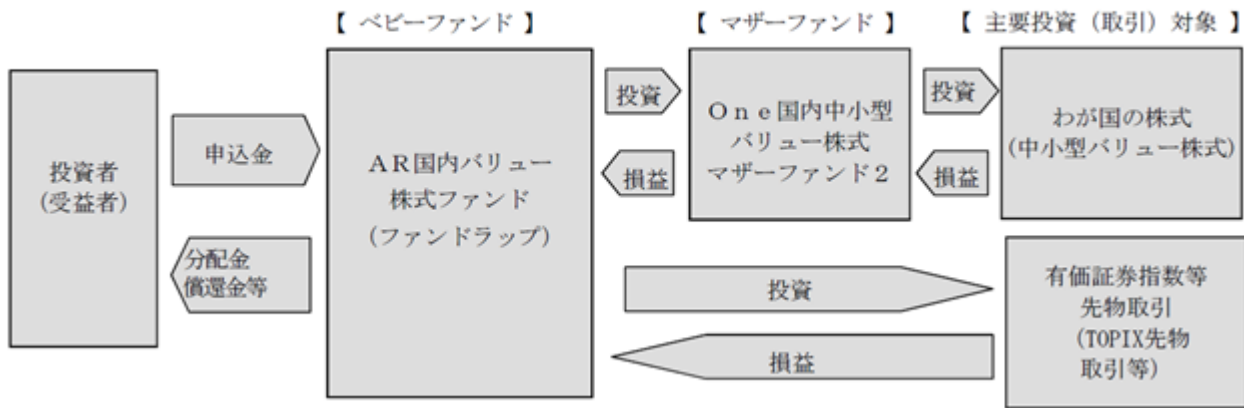 【 ベビーファンド 】
【 マザーファンド 】
【 主要投資（取引）対象 】
投資者
(受益者)
申込金
分配金
償還金等
ＡＲ国内バリュー
株式ファンド
(ファンドラップ)
投資
損益
Ｏｎｅ国内中小型
バリュー株式
マザーファンド２
投資
損益
わが国の株式
(中小型バリュー株式)
投資
損益
有価証券指数等
先物取引
(TOPIX先物
取引等)